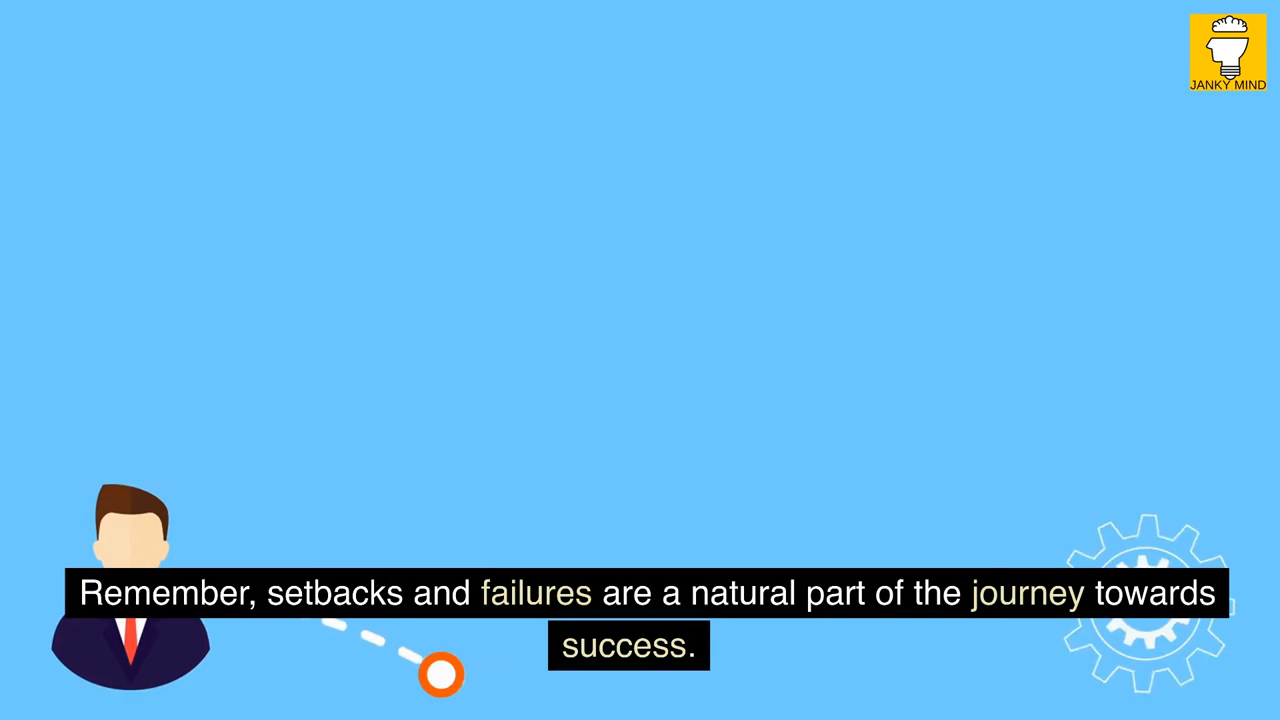 JANKY MIND
Remember, setbacks and failures are a natural part of the journey towards
success.